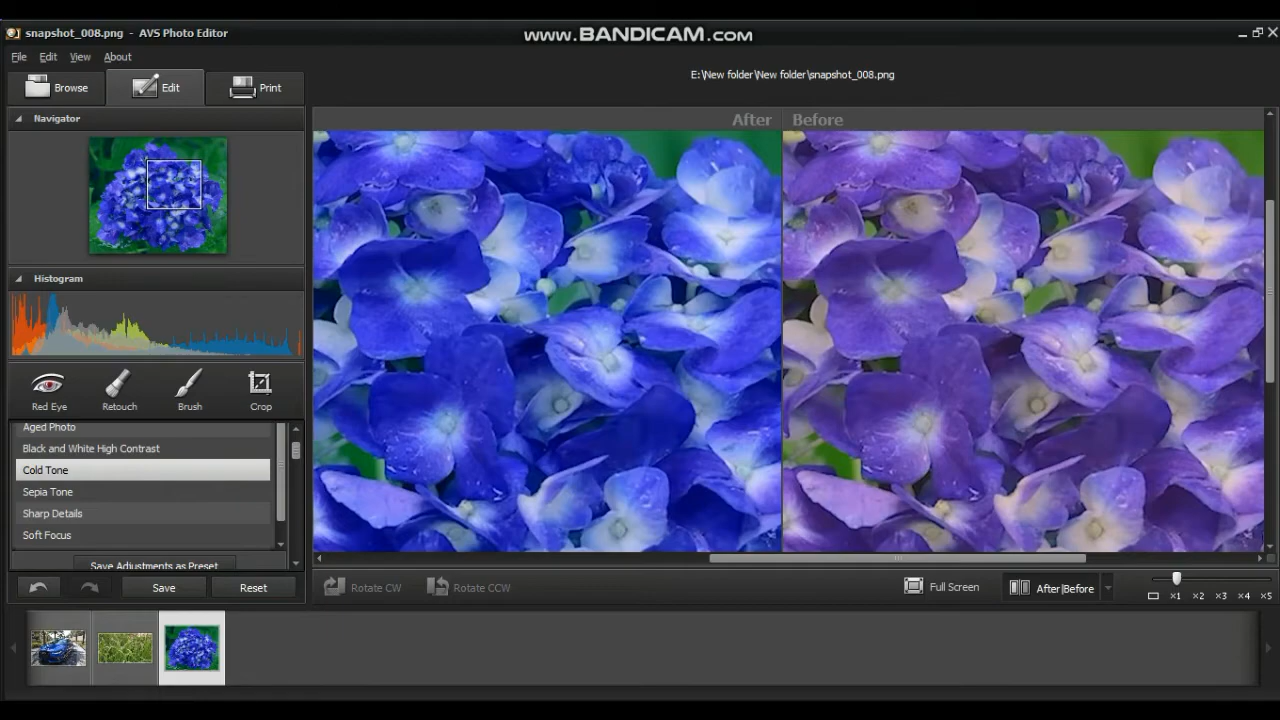 snapshot_008.png - AVS Photo Editor
www.BANDICAM.com
File Edit View About
E:\New folder\New folder\snapshot_008.png
Browse Edit Print
Navigator
After Before
Histogram
Red Eye Retouch Brush Crop
Aged Photo
Black and White High Contrast
Cold Tone
Sepia Tone
Sharp Details
Soft Focus
Save Adjustments as Preset
Save Reset
Rotate CW Rotate CCW
Full Screen After|Before
x1 x2 x3 x4 x5